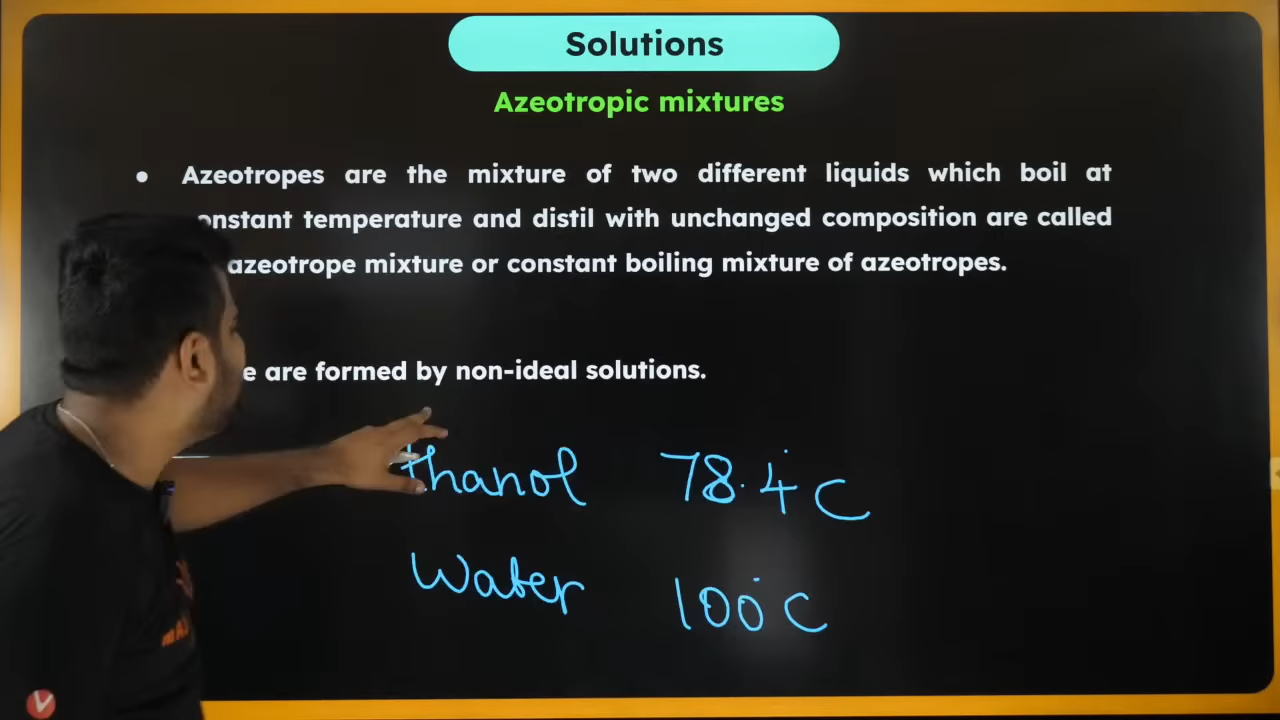 Solutions
Azeotropic mixtures
• Azeotropes are the mixture of two different liquids which boil at
onstant temperature and distil with unchanged composition are called
azeotrope mixture or constant boiling mixture of azeotropes.
e are formed by non-ideal solutions.
thanol 78.4°C
Water 100°C